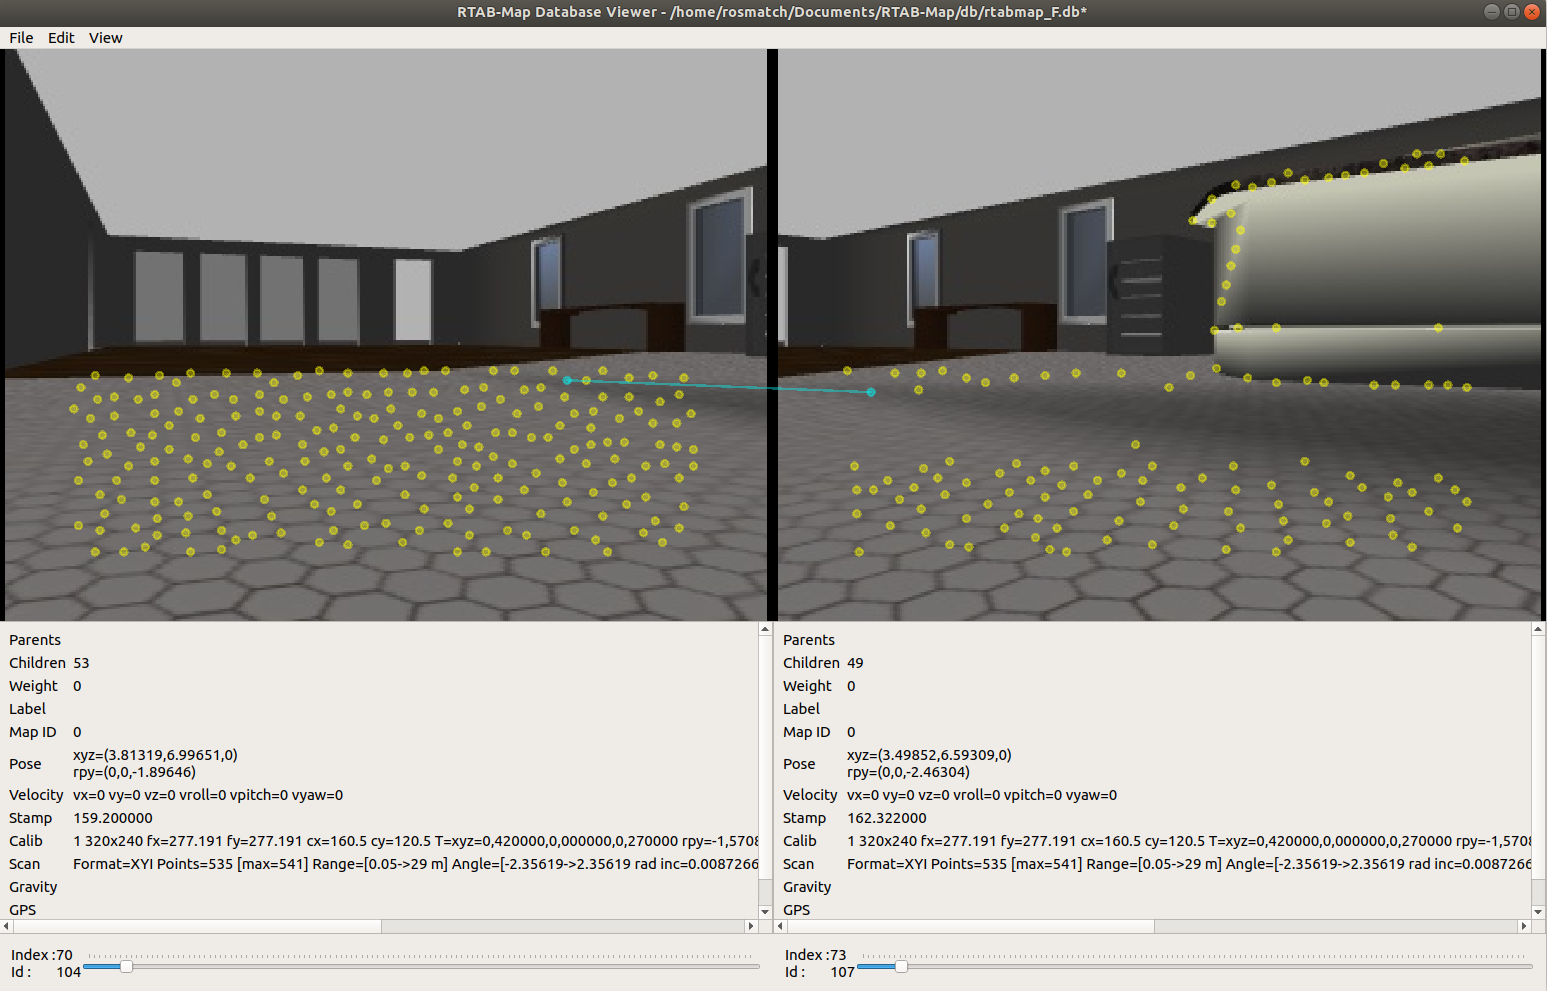 RTAB-Map Database Viewer - /home/rosmatch/Documents/RTAB-Map/db/rtabmap_F.db*
File Edit View
Parents
Children 53
Weight 0
Label
Map ID 0
Pose xyz=(3.81319,6.99651,0)
rpy=(0,0,-1.89646)
Velocity vx=0 vy=0 vz=0 vroll=0 vpitch=0 vyaw=0
Stamp 159.200000
Calib 1 320x240 fx=277.191 fy=277.191 cx=160.5 cy=120.5 T=xyz=0,420000,0,000000,0,270000 rpy=-1,5708
Scan Format=XYI Points=535 [max=541] Range=[0.05->29 m] Angle=[-2.35619->2.35619 rad inc=0.0087266
Gravity
GPS
Index :70
Id : 104
Parents
Children 49
Weight 0
Label
Map ID 0
Pose xyz=(3.49852,6.59309,0)
rpy=(0,0,-2.46304)
Velocity vx=0 vy=0 vz=0 vroll=0 vpitch=0 vyaw=0
Stamp 162.322000
Calib 1 320x240 fx=277.191 fy=277.191 cx=160.5 cy=120.5 T=xyz=0,420000,0,000000,0,270000 rpy=-1,5708
Scan Format=XYI Points=535 [max=541] Range=[0.05->29 m] Angle=[-2.35619->2.35619 rad inc=0.0087266
Gravity
GPS
Index :73
Id : 107